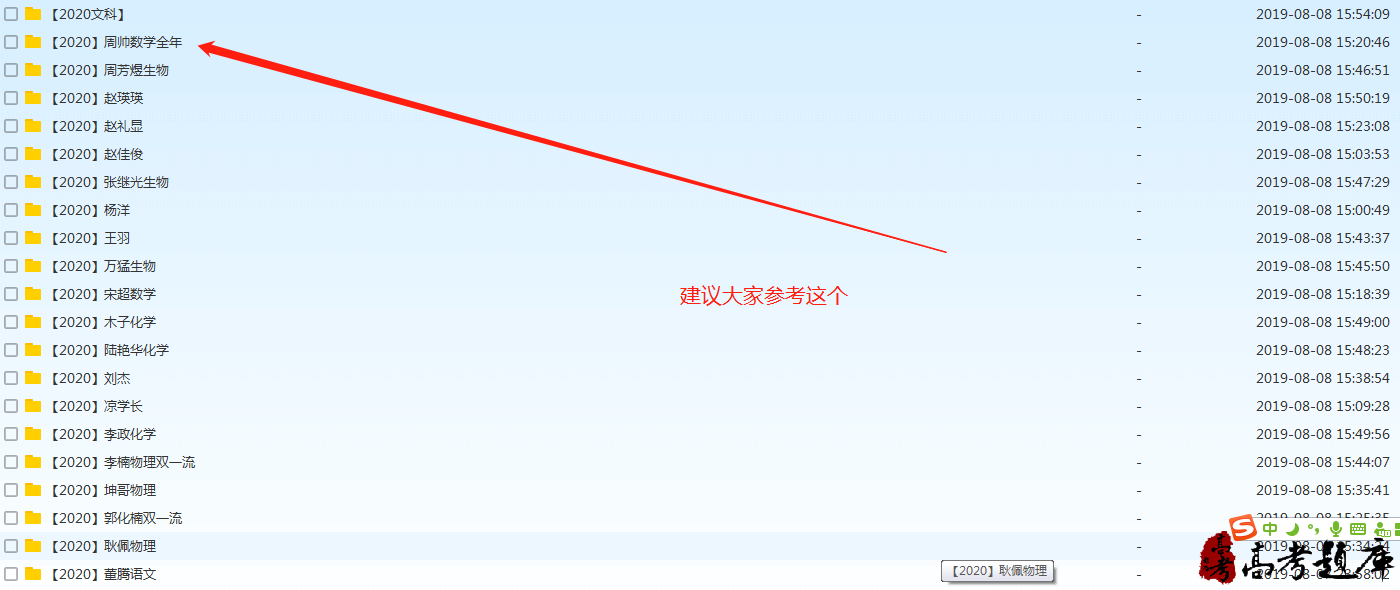 【2020文科】 - 2019-08-08 15:54:09
【2020】周帅数学全年 - 2019-08-08 15:20:46
【2020】周芳煜生物 - 2019-08-08 15:46:51
【2020】赵瑛瑛 - 2019-08-08 15:50:19
【2020】赵礼显 - 2019-08-08 15:23:08
【2020】赵佳俊 - 2019-08-08 15:03:53
【2020】张继光生物 - 2019-08-08 15:47:29
【2020】杨洋 - 2019-08-08 15:00:49
【2020】王羽 - 2019-08-08 15:43:37
【2020】万猛生物 - 2019-08-08 15:45:50
【2020】宋超数学 - 2019-08-08 15:18:39
建议大家参考这个
【2020】木子化学 - 2019-08-08 15:49:00
【2020】陆艳华化学 - 2019-08-08 15:48:23
【2020】刘杰 - 2019-08-08 15:38:54
【2020】凉学长 - 2019-08-08 15:09:28
【2020】李政化学 - 2019-08-08 15:49:56
【2020】李楠物理双一流 - 2019-08-08 15:44:07
【2020】坤哥物理 - 2019-08-08 15:35:41
【2020】郭化楠双一流 - 2019-08-08 15:25:35
中
【2020】耿佩物理 - 2019-08-08 15:34:34
【2020】耿佩物理
【2020】董腾语文 -
高考
高考题库